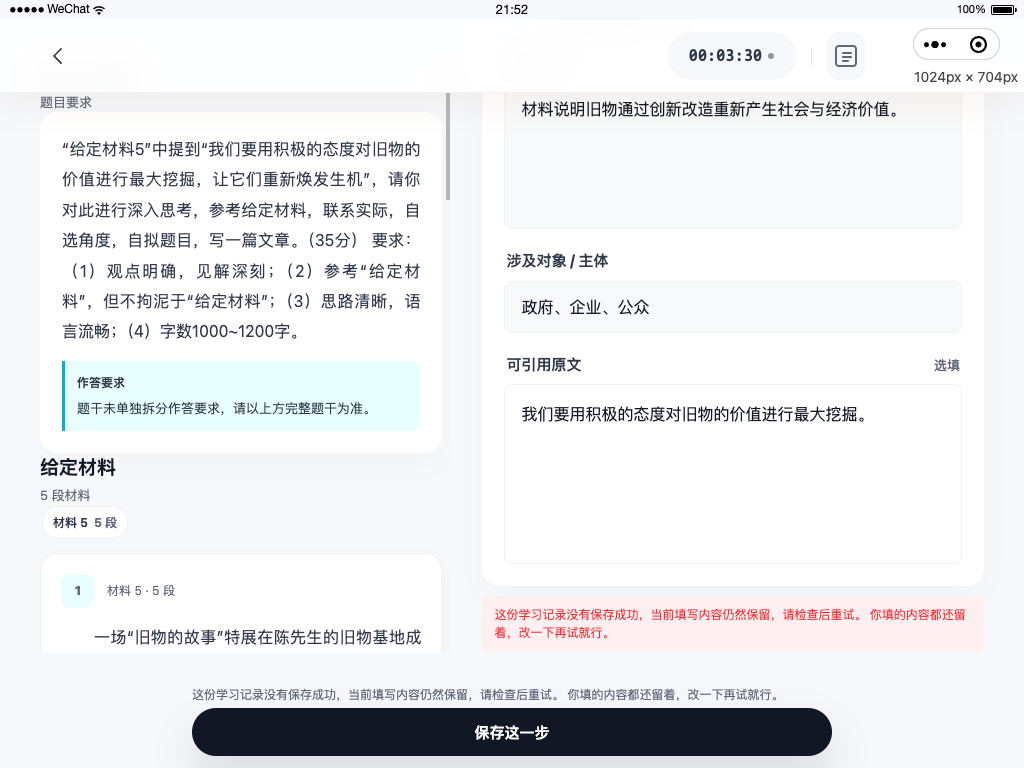 WeChat
21:52
100%
00:03:30
1024px × 704px
题目要求
“给定材料5”中提到“我们要用积极的态度对旧物的
价值进行最大挖掘，让它们重新焕发生机”，请你
对此进行深入思考，参考给定材料，联系实际，自
选角度，自拟题目，写一篇文章。（35分） 要求：
（1）观点明确，见解深刻；（2）参考“给定材
料”，但不拘泥于“给定材料”；（3）思路清晰，语
言流畅；（4）字数1000~1200字。
作答要求
题干未单独拆分作答要求，请以上方完整题干为准。
给定材料
5 段材料
材料 5 5 段
1
材料 5 · 5 段
一场“旧物的故事”特展在陈先生的旧物基地成
材料说明旧物通过创新改造重新产生社会与经济价值。
涉及对象 / 主体
政府、企业、公众
可引用原文
选填
我们要用积极的态度对旧物的价值进行最大挖掘。
这份学习记录没有保存成功，当前填写内容仍然保留，请检查后重试。 你填的内容都还留
着，改一下再试就行。
这份学习记录没有保存成功，当前填写内容仍然保留，请检查后重试。 你填的内容都还留着，改一下再试就行。
保存这一步